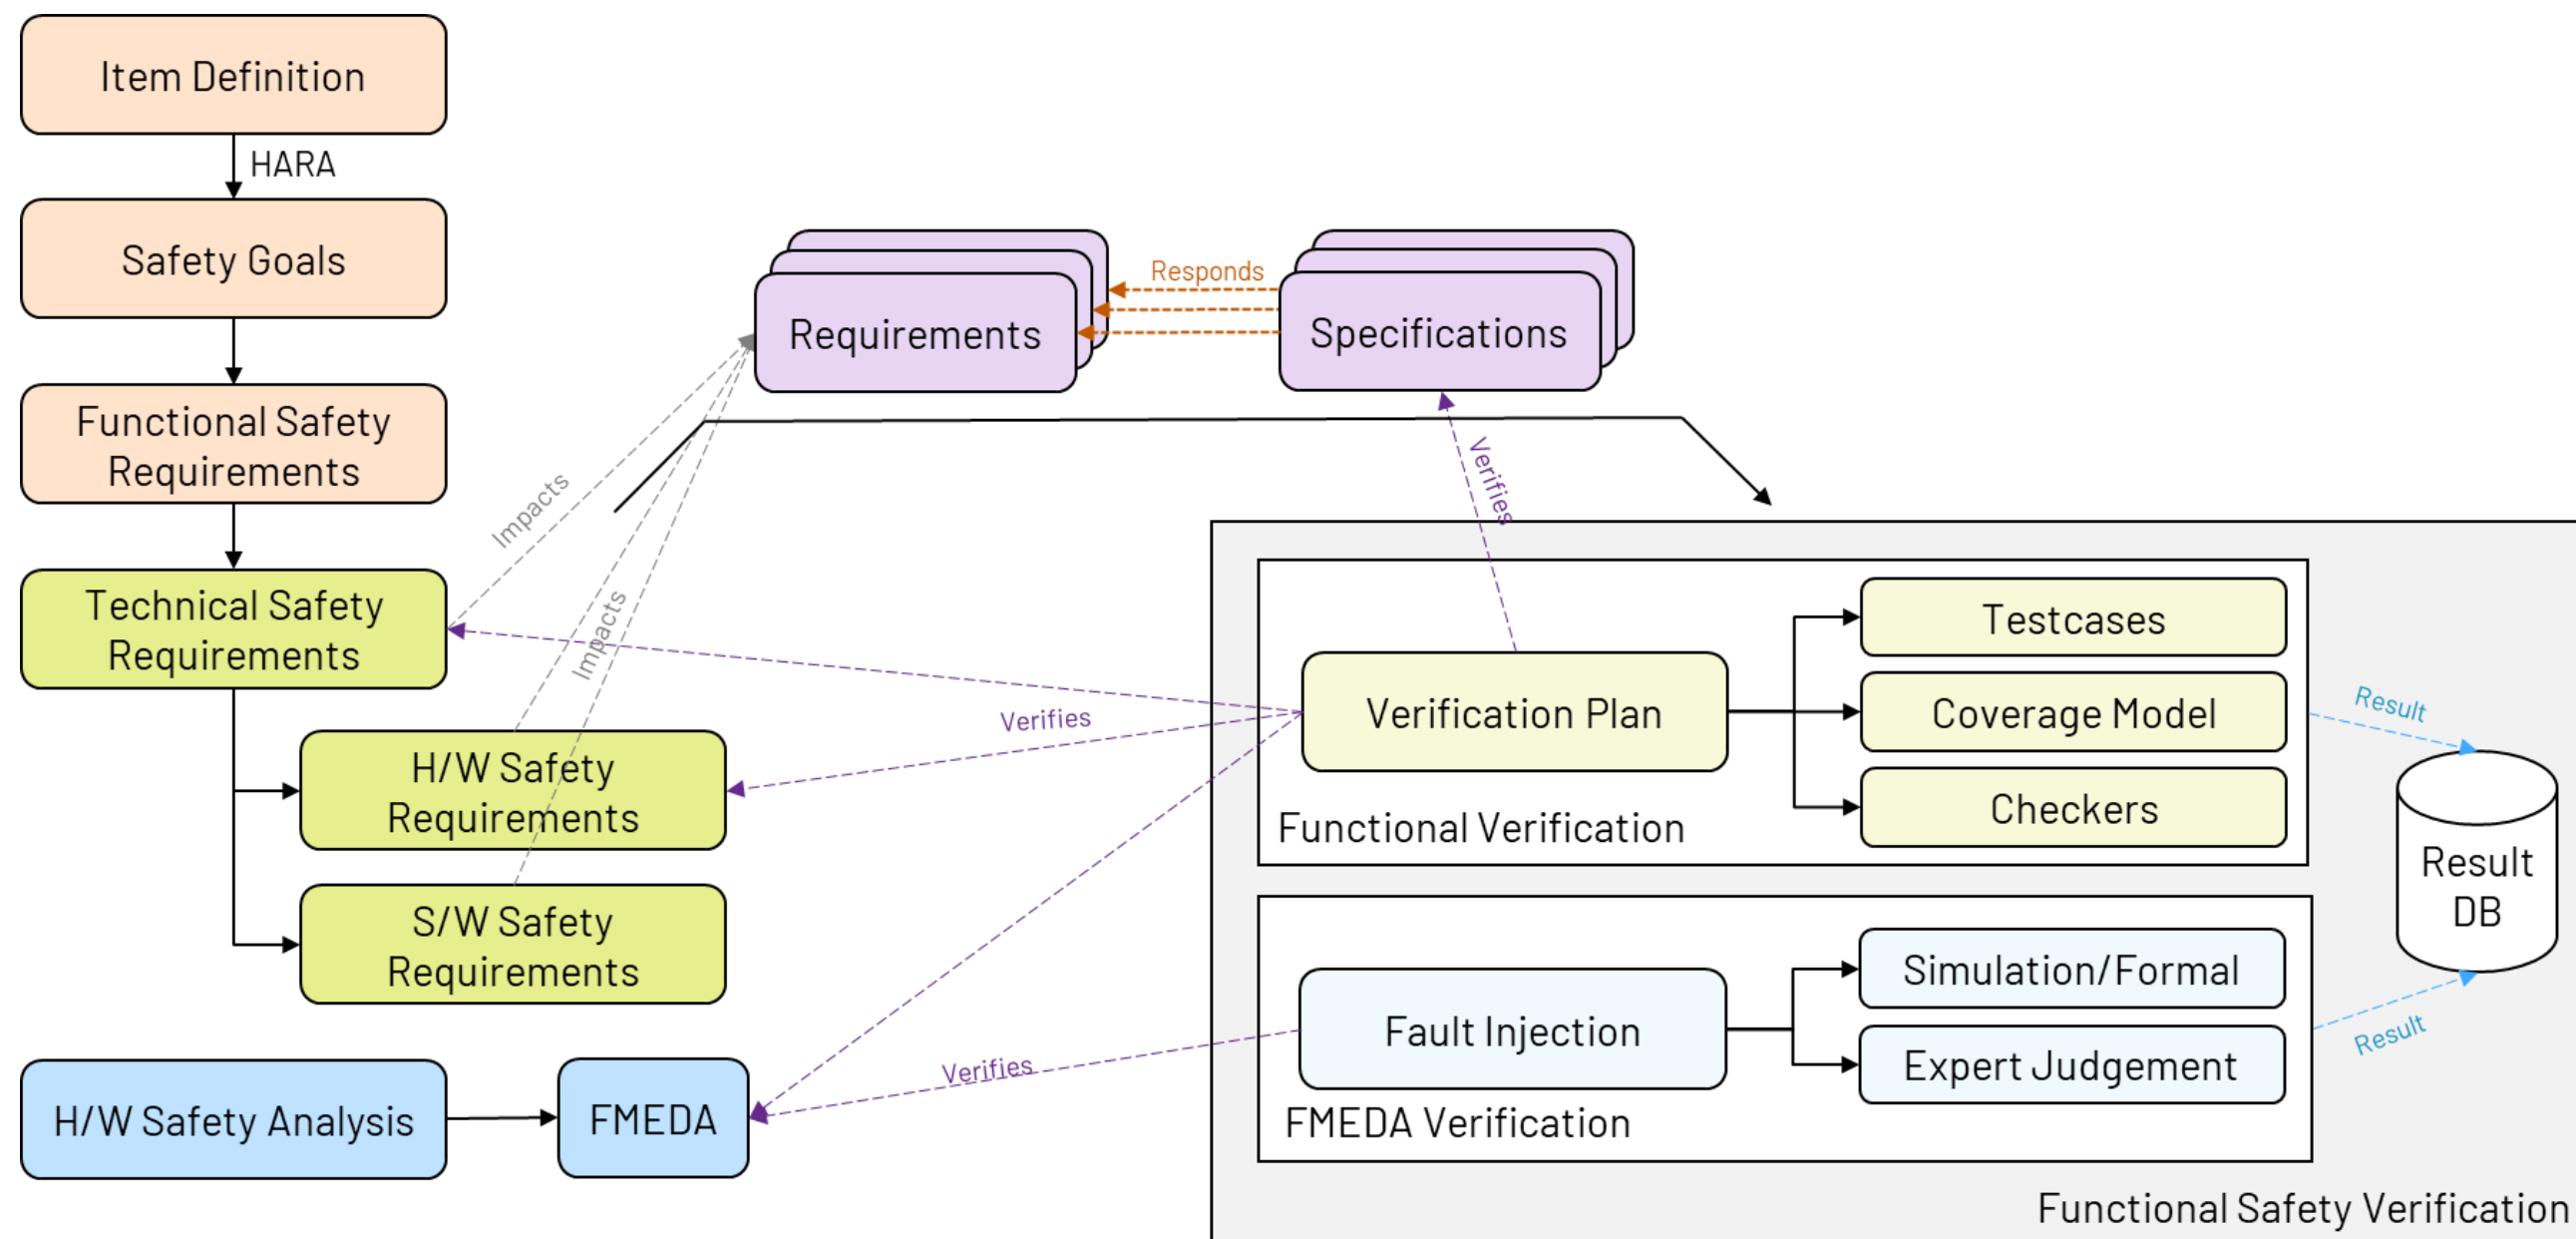 Item Definition
HARA
Safety Goals
Functional Safety
Requirements
Technical Safety
Requirements
H/W Safety
Requirements
S/W Safety
Requirements
H/W Safety Analysis
FMEDA
Impacts
Impacts
Requirements
Responds
Specifications
Verifies
Verifies
Verifies
Verification Plan
Testcases
Coverage Model
Checkers
Functional Verification
Fault Injection
Simulation/Formal
Expert Judgement
FMEDA Verification
Result
Result
DB
Result
Functional Safety Verification